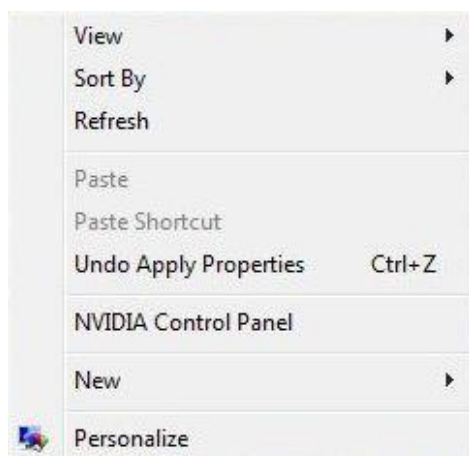 View
Sort By
Refresh
Paste
Paste Shortcut
Undo Apply Properties Ctrl+Z
NVIDIA Control Panel
New
Personalize